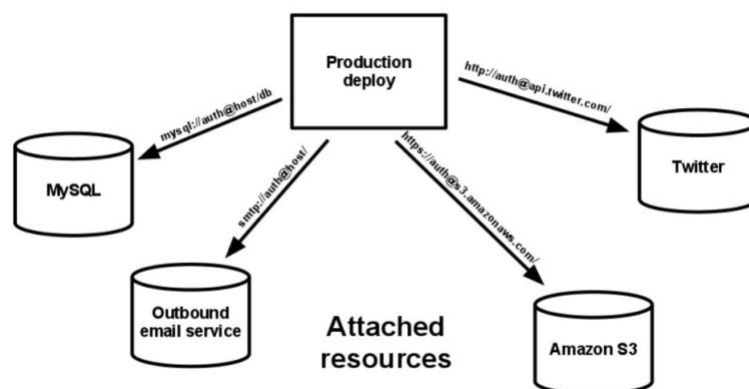 Production
deploy
mysql://auth@host/db
http://auth@api.twitter.com/
smtp://auth@host/
https://auth@s3.amazonaws.com/
MySQL
Twitter
Outbound
email service
Attached
resources
Amazon S3